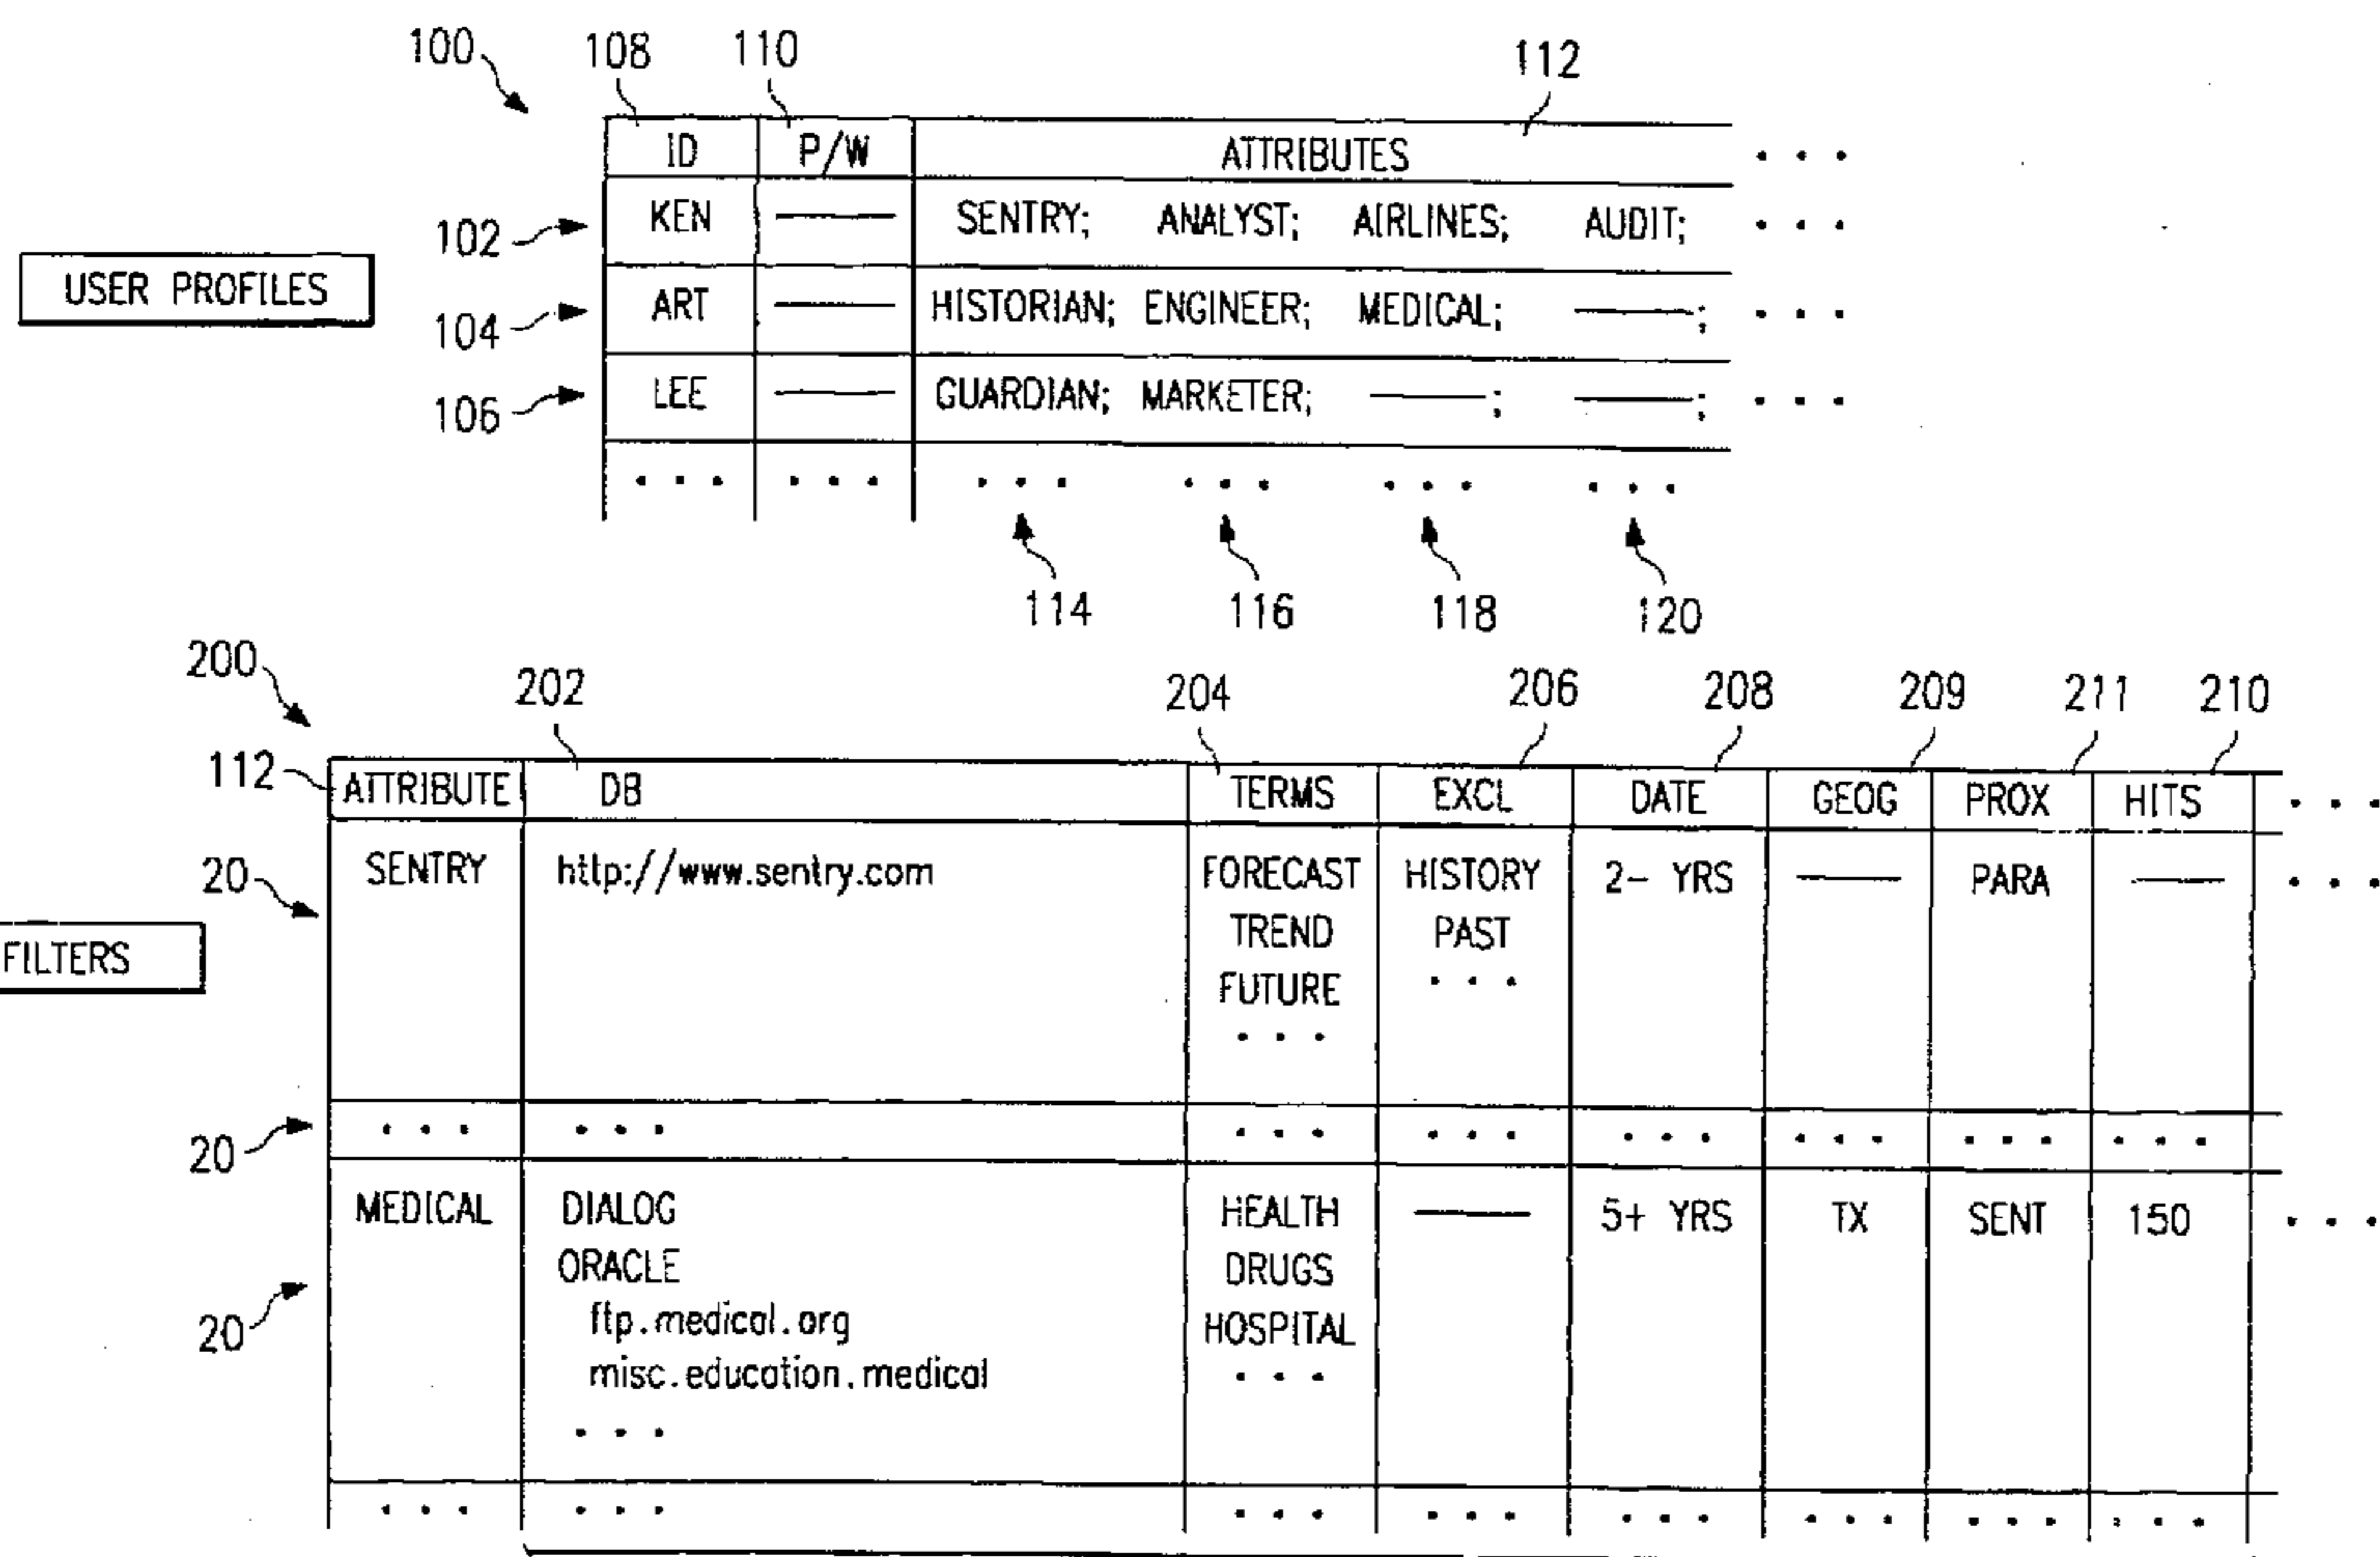 100 108 110 112
ID P/W ATTRIBUTES . . .
102 KEN —— SENTRY; ANALYST; AIRLINES; AUDIT; . . .
USER PROFILES
104 ART —— HISTORIAN; ENGINEER; MEDICAL; ——; . . .
106 LEE —— GUARDIAN; MARKETER; ——; ——; . . .
. . . . . . . . . . . . . . . . . .
114 116 118 120
200 202 204 206 208 209 211 210
112 ATTRIBUTE DB TERMS EXCL DATE GEOG PROX HITS . . .
20 SENTRY http://www.sentry.com FORECAST HISTORY 2- YRS —— PARA —— . . .
TREND PAST
FILTERS
FUTURE . . .
. . .
20 . . . . . . . . . . . . . . . . . . . . . . . .
MEDICAL DIALOG HEALTH —— 5+ YRS TX SENT 150 . . .
ORACLE DRUGS
20 ftp.medical.org HOSPITAL
misc.education.medical . . .
. . .
. . . . . . . . . . . . . . . . . . . . . . . .